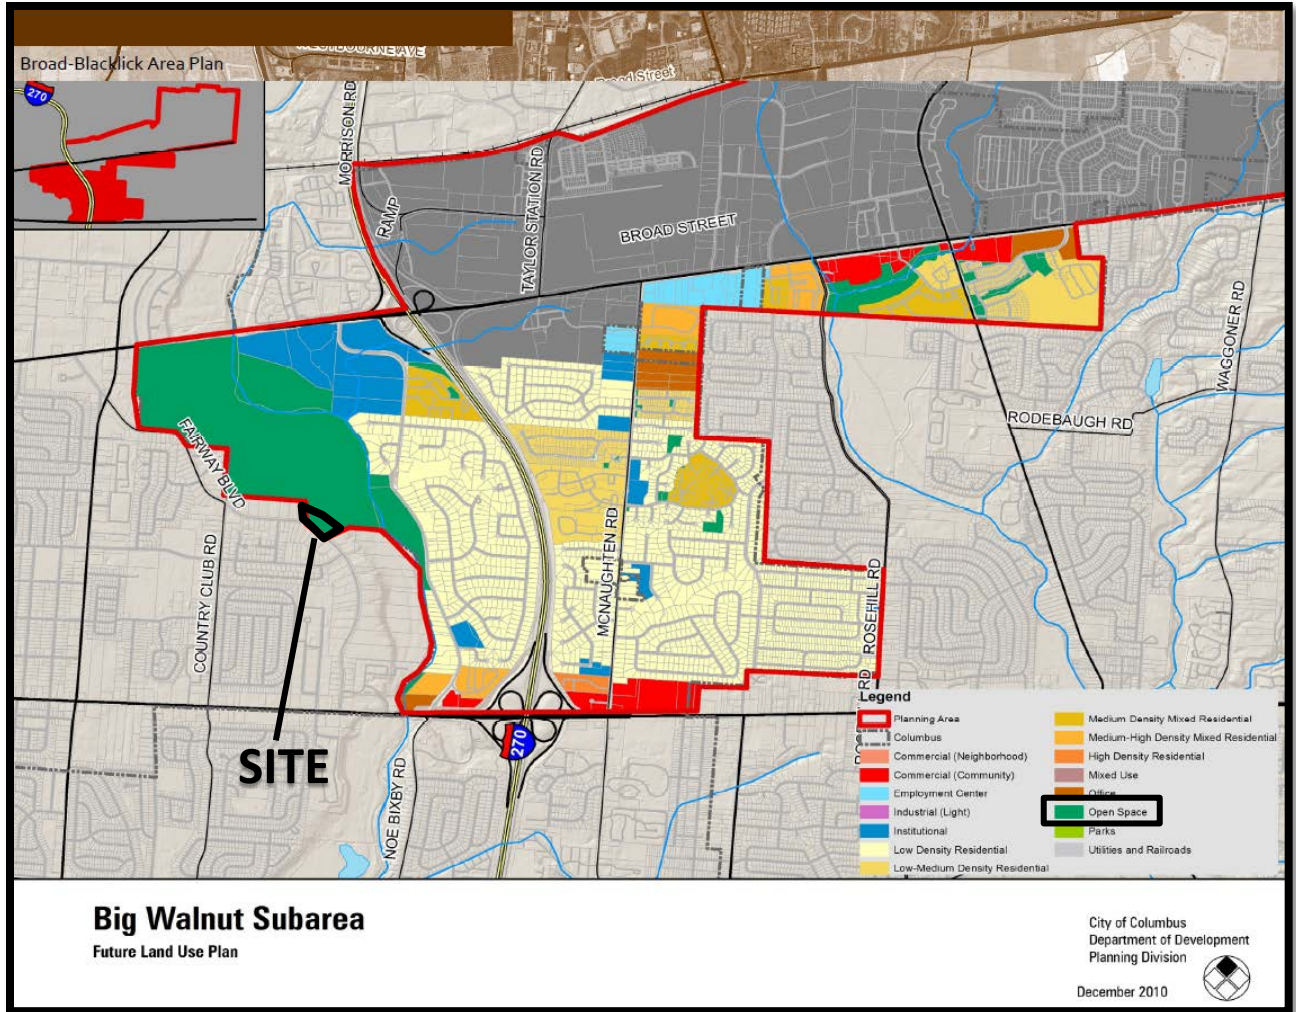 WESTBOURNE AVE
Broad Street
Broad-Blacklick Area Plan
270
MORRISON RD
RAMP
TAYLOR STATION RD
BROAD STREET
WAGGONER RD
RODEBAUGH RD
FAIRWAY BLVD
COUNTRY CLUB RD
MCNAUGHTEN RD
ROSEHILL RD
RD
SITE
270
NOE BIXBY RD
Legend
Planning Area
Columbus
Commercial (Neighborhood)
Commercial (Community)
Employment Center
Industrial (Light)
Institutional
Low Density Residential
Low-Medium Density Residential
Medium Density Mixed Residential
Medium-High Density Mixed Residential
High Density Residential
Mixed Use
Office
Open Space
Parks
Utilities and Railroads
Big Walnut Subarea
Future Land Use Plan
City of Columbus
Department of Development
Planning Division
December 2010